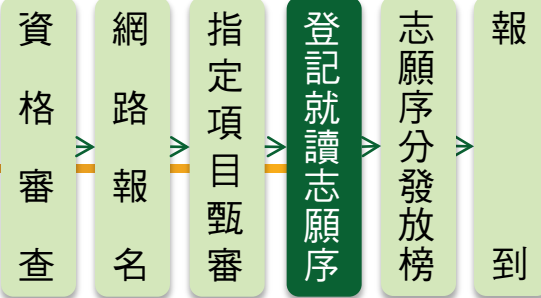 資格審查
網路報名
指定項目甄審
登記就讀志願序
志願序分發放榜
報到